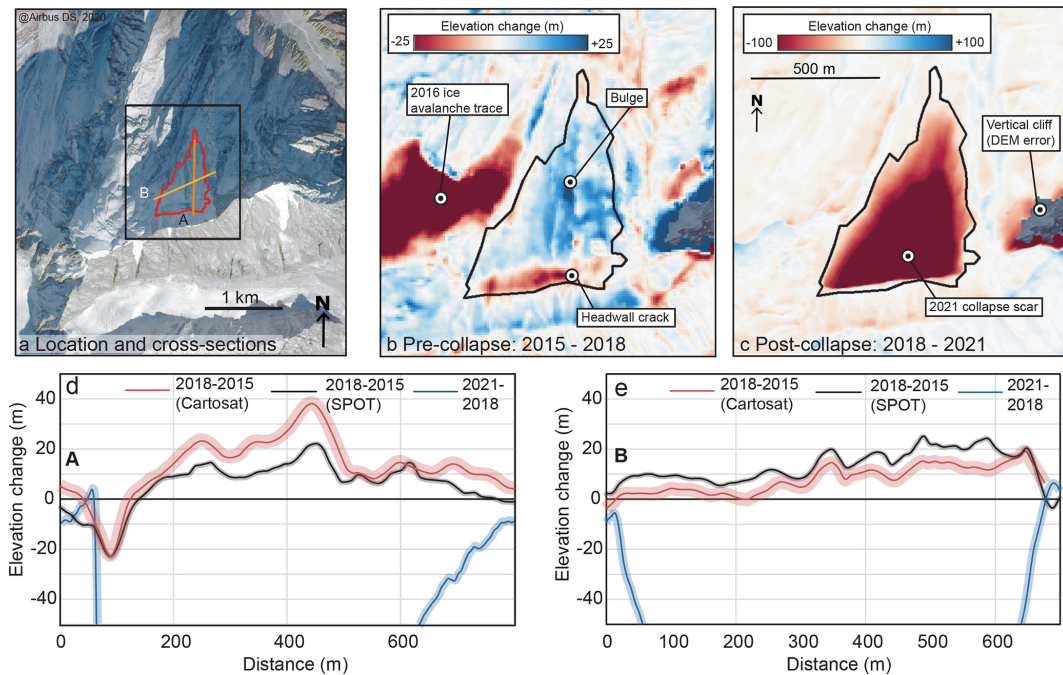 @Airbus DS, 2020
B
A
1 km
N
a Location and cross-sections
Elevation change (m)
-25
+25
2016 ice
avalanche trace
Bulge
Headwall crack
b Pre-collapse: 2015 - 2018
Elevation change (m)
-100
+100
500 m
N
Vertical cliff
(DEM error)
2021 collapse scar
c Post-collapse: 2018 - 2021
d
2018-2015
(Cartosat)
2018-2015
(SPOT)
2021-
2018
A
Elevation change (m)
40
20
0
-20
-40
0
200
400
600
Distance (m)
e
2018-2015
(Cartosat)
2018-2015
(SPOT)
2021-
2018
B
Elevation change (m)
40
20
0
-20
-40
0
100
200
300
400
500
600
Distance (m)